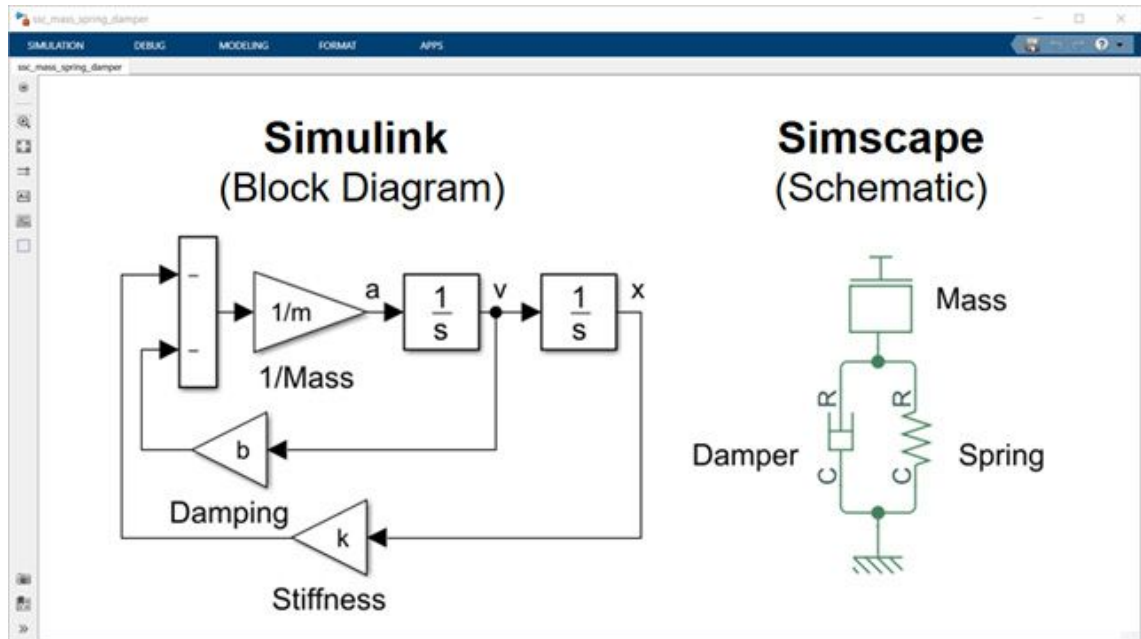 ssc_mass_spring_damper
SIMULATION DEBUG MODELING FORMAT APPS
ssc_mass_spring_damper
Simulink
(Block Diagram)
−
−
1/m
1/Mass
a
1
s
v
1
s
x
b
Damping
k
Stiffness
Simscape
(Schematic)
Mass
R
R
Damper
Spring
C
C